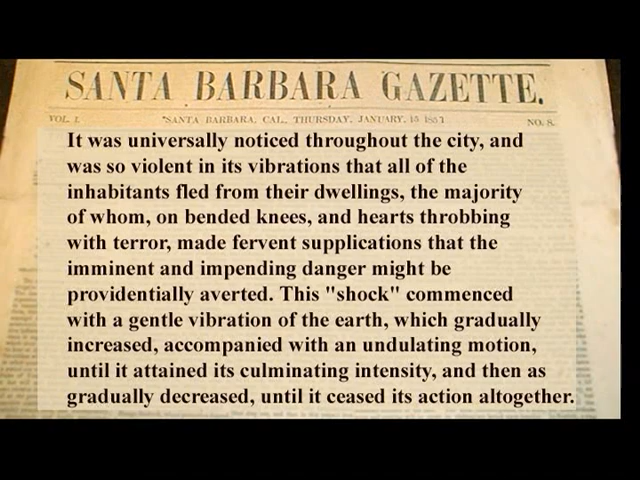 SANTA BARBARA GAZETTE.
VOL. I. SANTA BARBARA, CAL., THURSDAY, JANUARY, 15 1857 NO. 8.
It was universally noticed throughout the city, and
was so violent in its vibrations that all of the
inhabitants fled from their dwellings, the majority
of whom, on bended knees, and hearts throbbing
with terror, made fervent supplications that the
imminent and impending danger might be
providentially averted. This "shock" commenced
with a gentle vibration of the earth, which gradually
increased, accompanied with an undulating motion,
until it attained its culminating intensity, and then as
gradually decreased, until it ceased its action altogether.